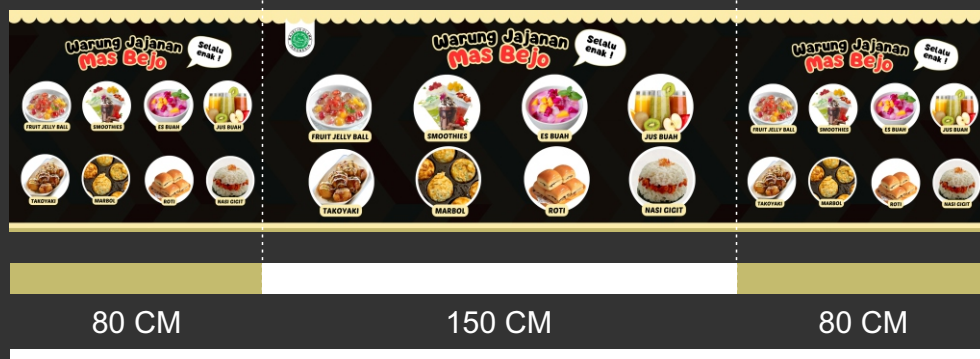 Warung Jajanan
Mas Bejo
Selalu
enak !
FRUIT JELLY BALL
SMOOTHIES
ES BUAH
JUS BUAH
TAKOYAKI
MARBOL
ROTI
NASI GIGIT
Warung Jajanan
Mas Bejo
Selalu
enak !
FRUIT JELLY BALL
SMOOTHIES
ES BUAH
JUS BUAH
TAKOYAKI
MARBOL
ROTI
NASI GIGIT
Warung Jajanan
Mas Bejo
Selalu
enak !
FRUIT JELLY BALL
SMOOTHIES
ES BUAH
JUS BUAH
TAKOYAKI
MARBOL
ROTI
NASI GIGIT
80 CM
150 CM
80 CM